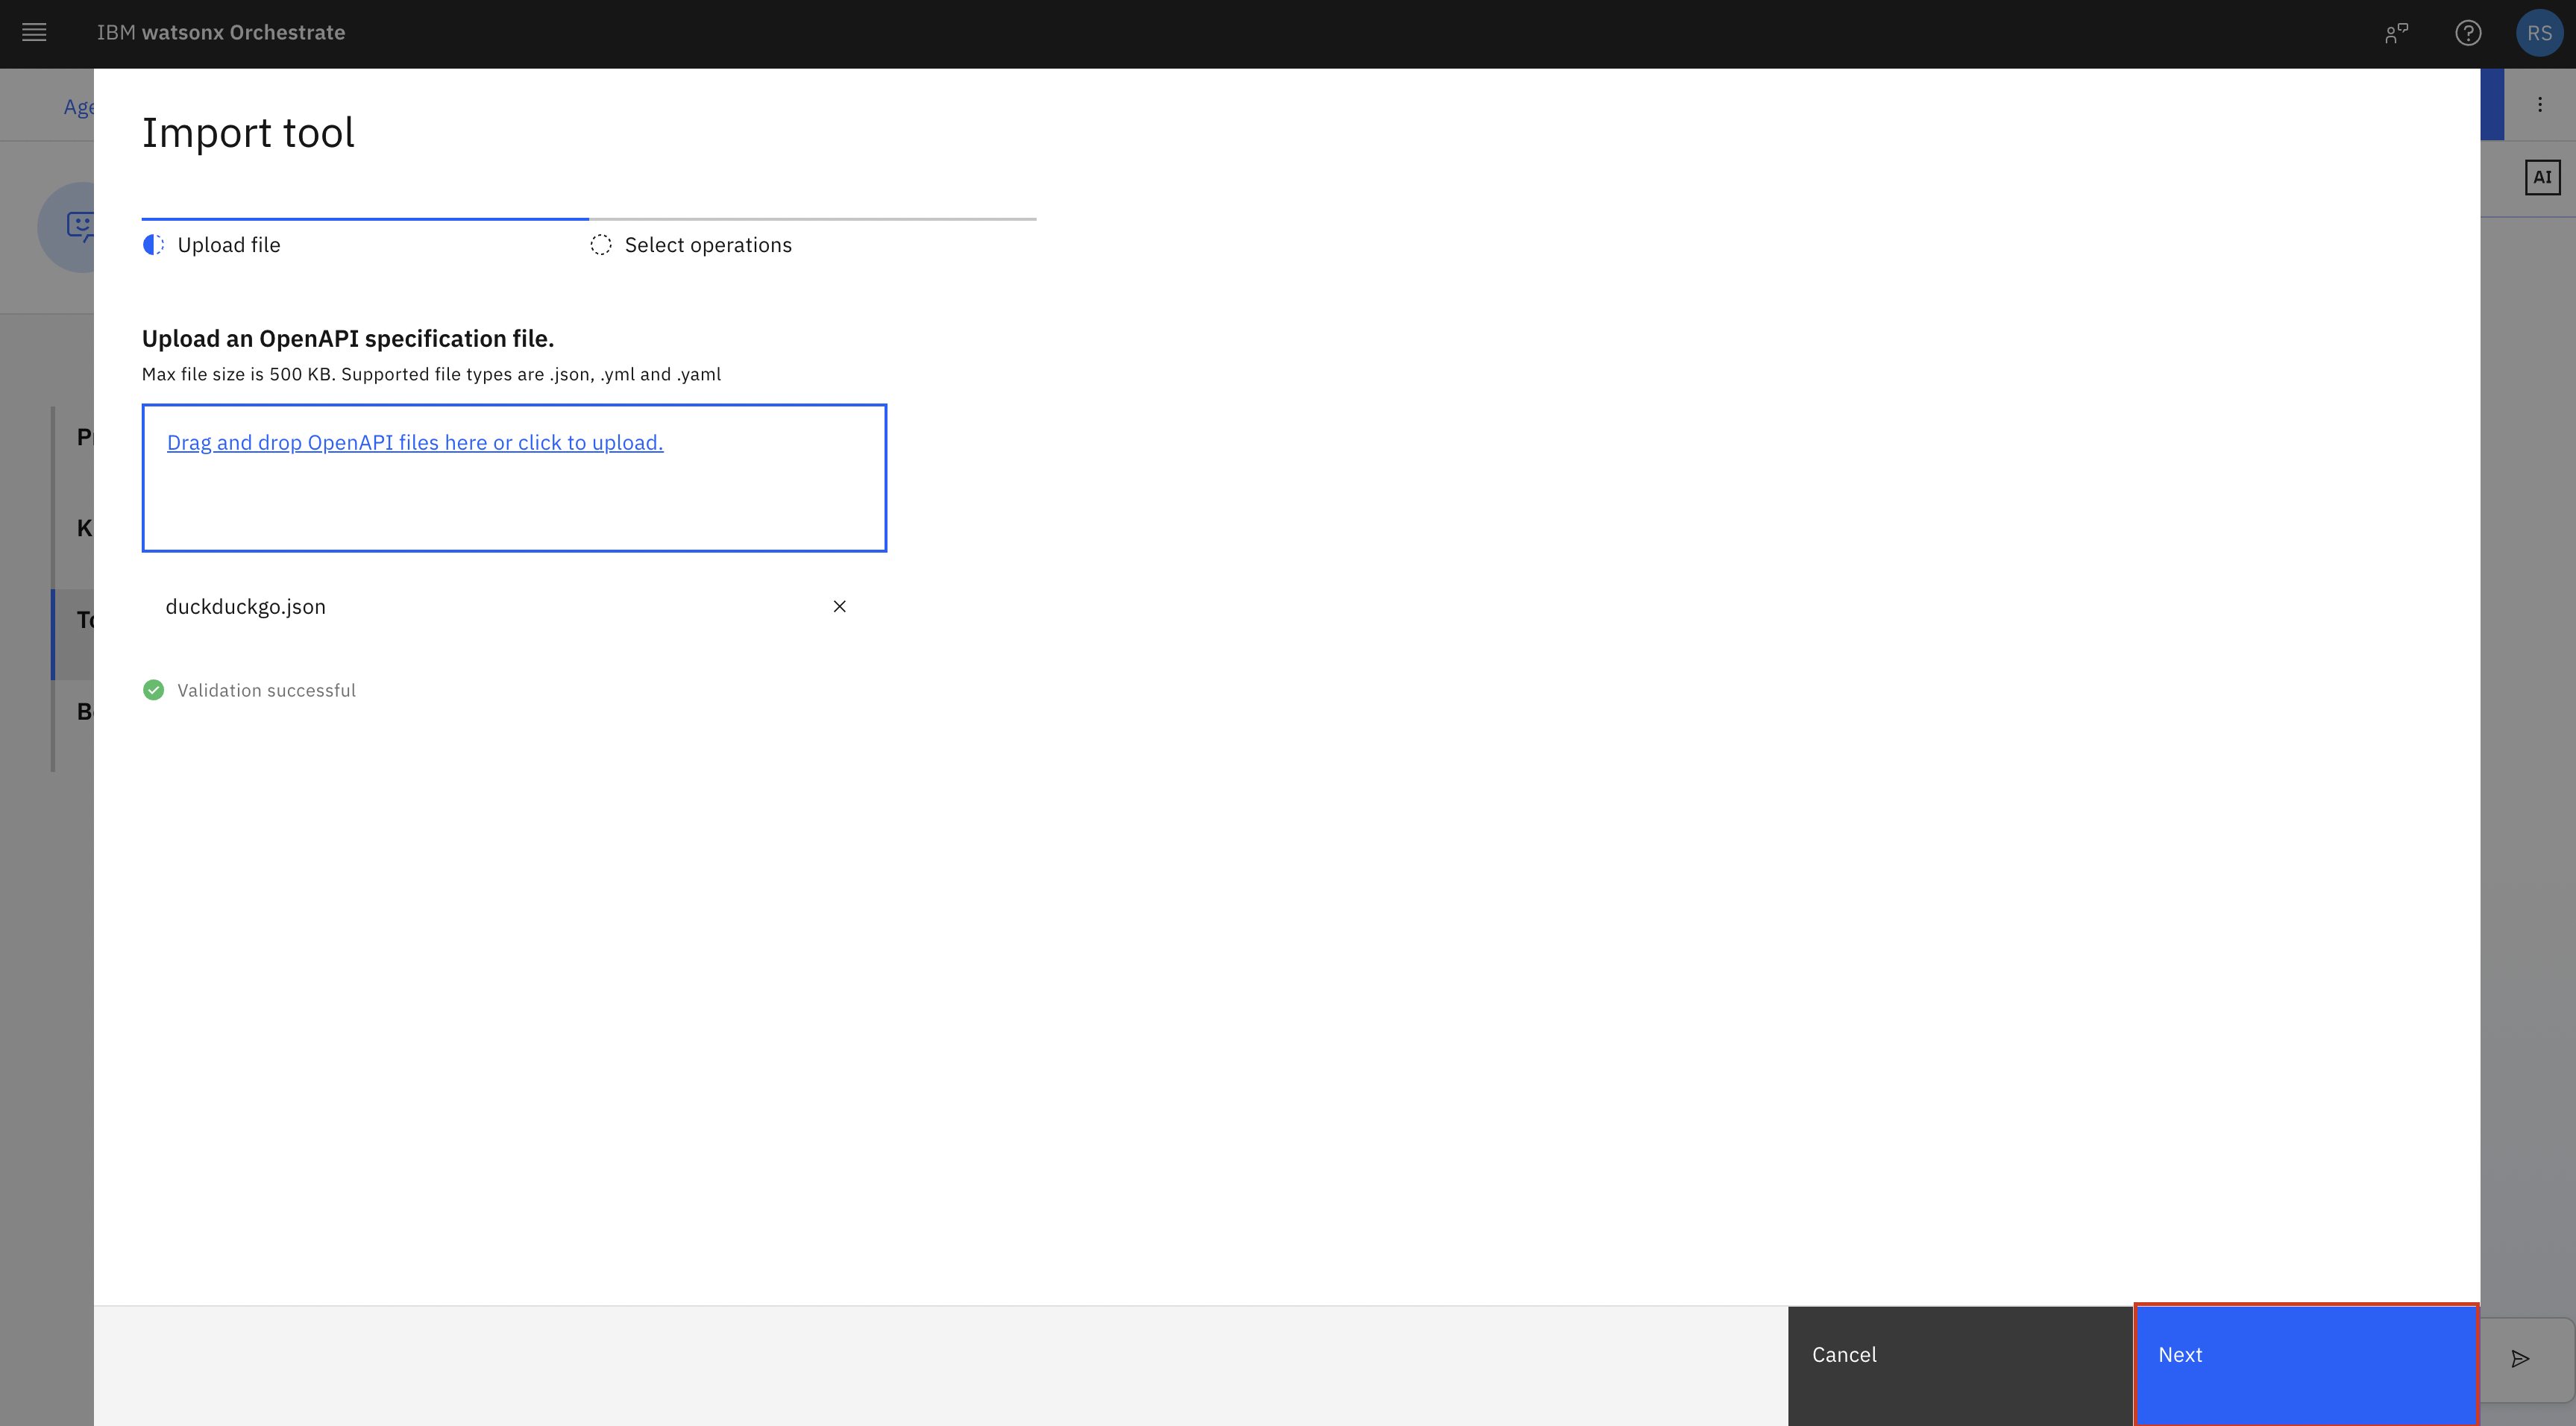 IBM watsonx Orchestrate
RS
Age
AI
Import tool
Upload file
Select operations
Upload an OpenAPI specification file.
Max file size is 500 KB. Supported file types are .json, .yml and .yaml
Drag and drop OpenAPI files here or click to upload.
duckduckgo.json
Validation successful
K
Cancel
Next